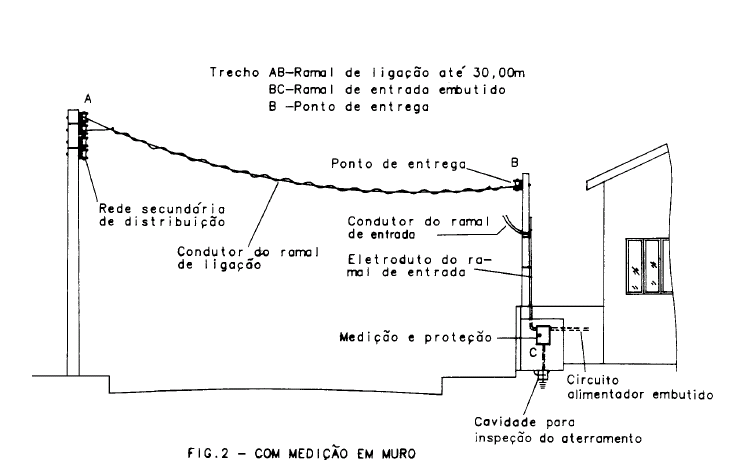 Trecho AB-Ramal de ligação até 30,00m
BC-Ramal de entrada embutido
B -Ponto de entrega
A
Ponto de entrega
B
Rede secundária
de distribuição
Condutor do ramal
de entrada
Condutor do ramal
de ligação
Eletroduto do ra-
mal de entrada
Medição e proteção
C
Circuito
alimentador embutido
Cavidade para
inspeção do aterramento
FIG.2 - COM MEDIÇÃO EM MURO